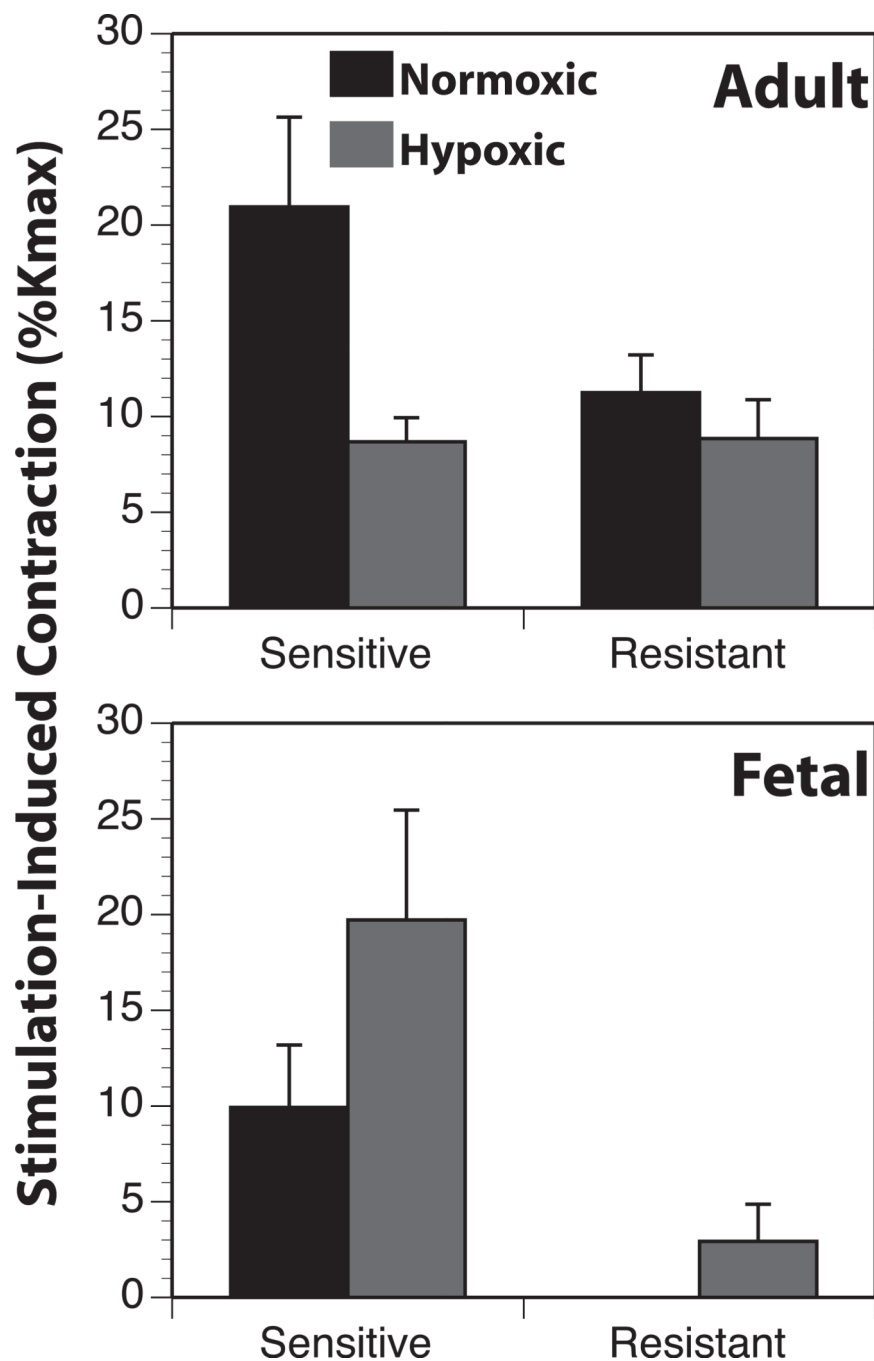 Stimulation-Induced Contraction (%Kmax)
30
25
20
15
10
5
0
Normoxic
Hypoxic
Adult
Sensitive
Resistant
30
25
20
15
10
5
0
Fetal
Sensitive
Resistant